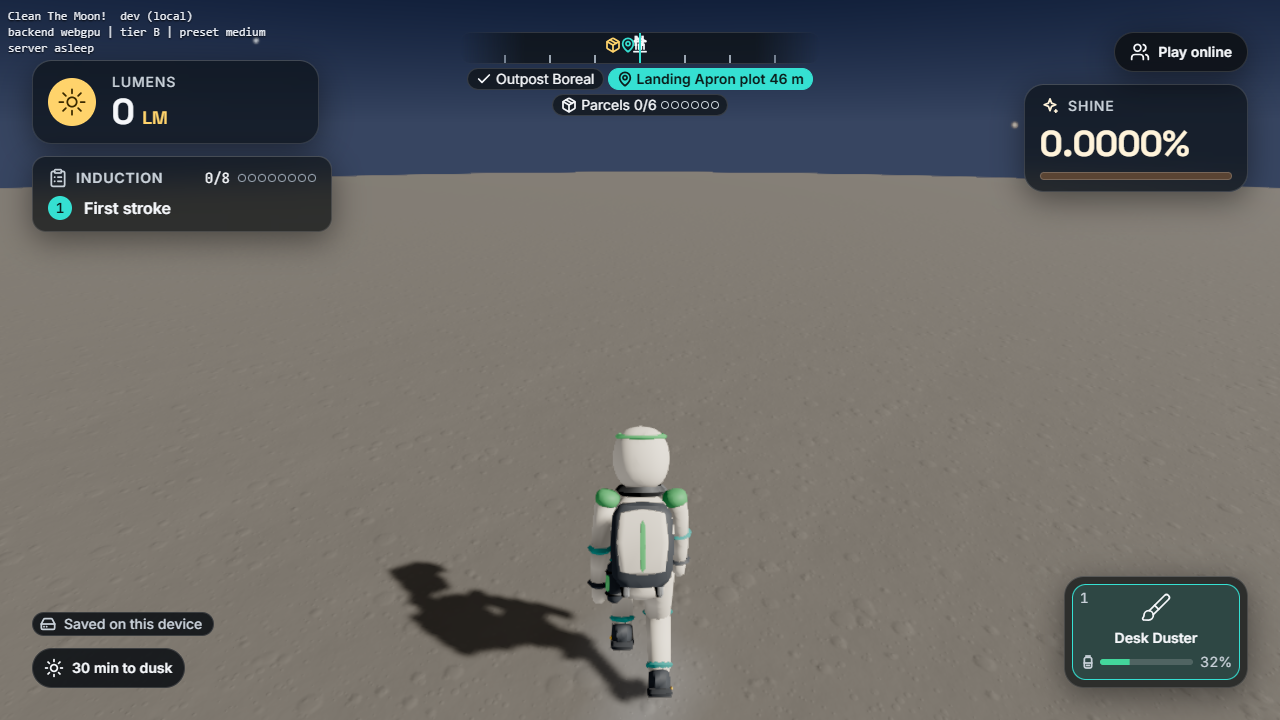 Clean The Moon! dev (local)
backend webgpu | tier B | preset medium
server asleep
LUMENS
0 LM
INDUCTION 0/8
1 First stroke
Outpost Boreal
Landing Apron plot 46 m
Parcels 0/6
Play online
SHINE
0.0000%
Saved on this device
30 min to dusk
1
Desk Duster
32%